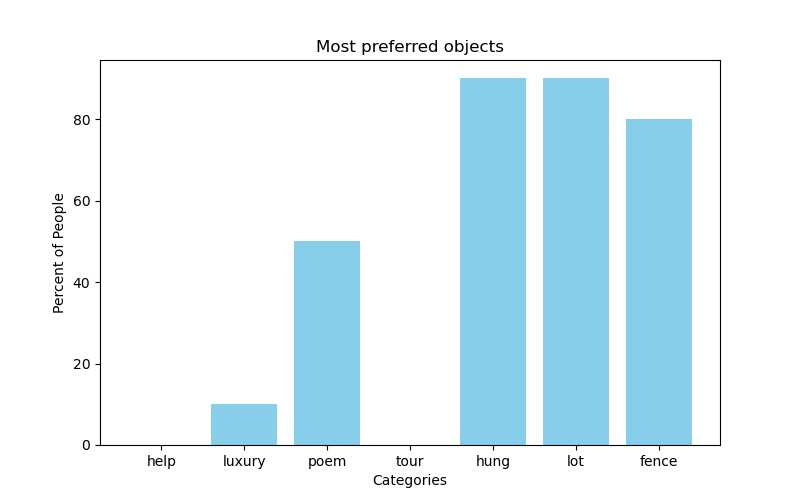 Most preferred objects
Percent of People
80
60
40
20
0
help luxury poem tour hung lot fence
Categories